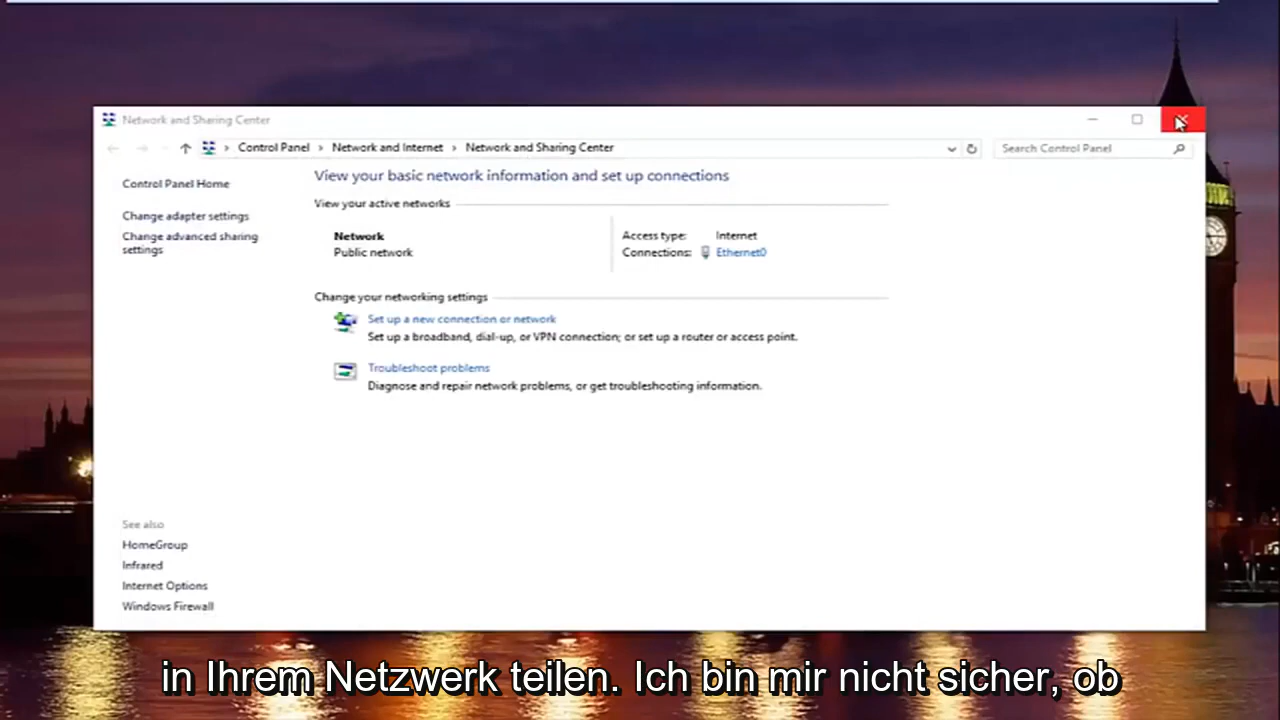 Network and Sharing Center
Control Panel > Network and Internet > Network and Sharing Center
Search Control Panel
Control Panel Home
Change adapter settings
Change advanced sharing
settings
View your basic network information and set up connections
View your active networks
Network
Public network
Access type: Internet
Connections: Ethernet0
Change your networking settings
Set up a new connection or network
Set up a broadband, dial-up, or VPN connection; or set up a router or access point.
Troubleshoot problems
Diagnose and repair network problems, or get troubleshooting information.
See also
HomeGroup
Infrared
Internet Options
Windows Firewall
in Ihrem Netzwerk teilen. Ich bin mir nicht sicher, ob